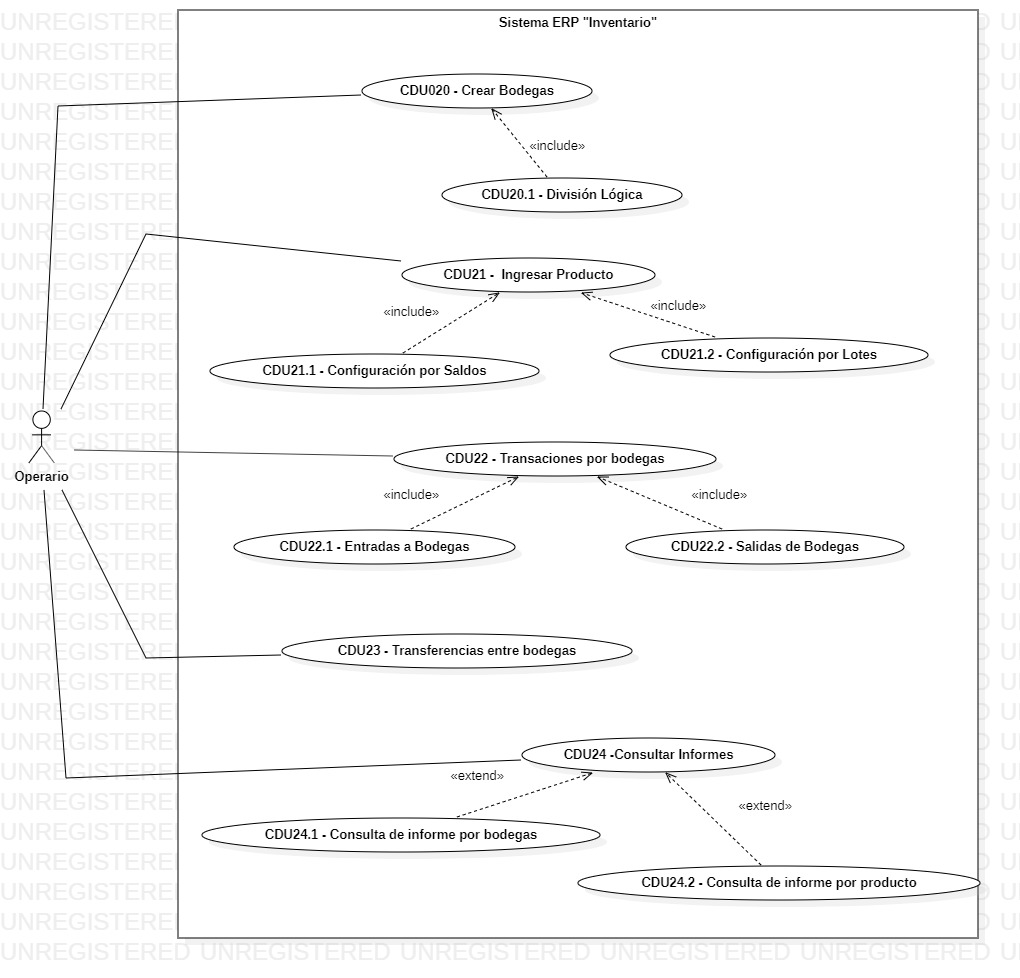 Sistema ERP "Inventario"
CDU020 - Crear Bodegas
«include»
CDU20.1 - División Lógica
CDU21 -  Ingresar Producto
«include»
«include»
CDU21.2 - Configuración por Lotes
CDU21.1 - Configuración por Saldos
Operario
CDU22 - Transaciones por bodegas
«include»
«include»
CDU22.1 - Entradas a Bodegas
CDU22.2 - Salidas de Bodegas
CDU23 - Transferencias entre bodegas
CDU24 -Consultar Informes
«extend»
«extend»
CDU24.1 - Consulta de informe por bodegas
CDU24.2 - Consulta de informe por producto
UNREGISTERED UNREGISTERED UNREGISTERED UNREGISTERED UNREGISTERED